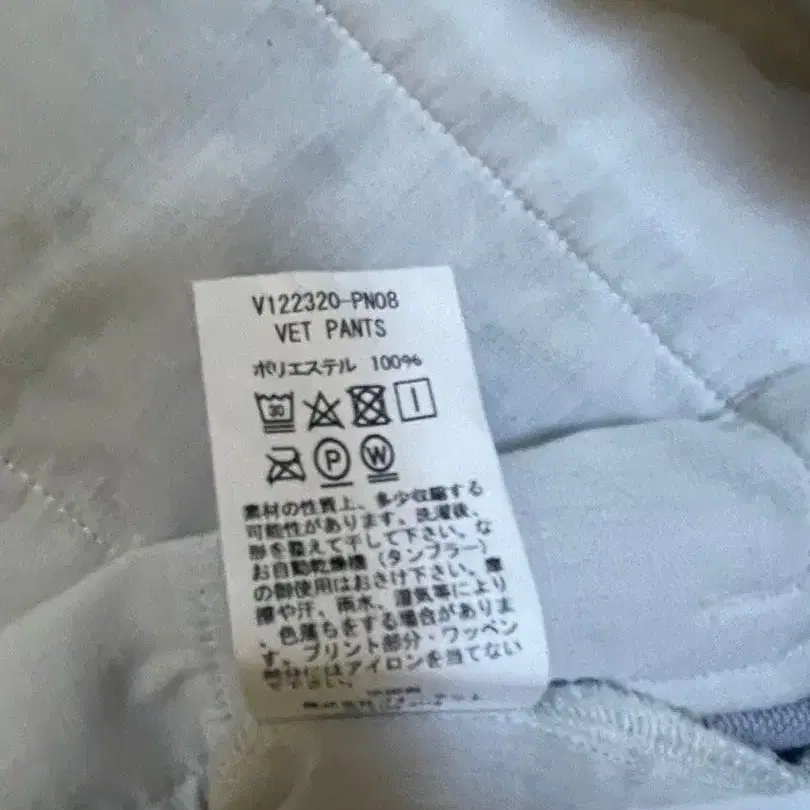 V122320-PN08
VET PANTS
ポリエステル 100%
30
P W
素材の性質上、多少収縮する
可能性があります。洗濯後、
形を整えて干して下さい。な
お自動乾燥機(タンブラー)
の御使用はおさけ下さい。摩
擦や汗、雨水、湿気等により
、色落ちをする場合がありま
す。プリント部分・ワッペン
部分にはアイロンを当てない
で下さい。